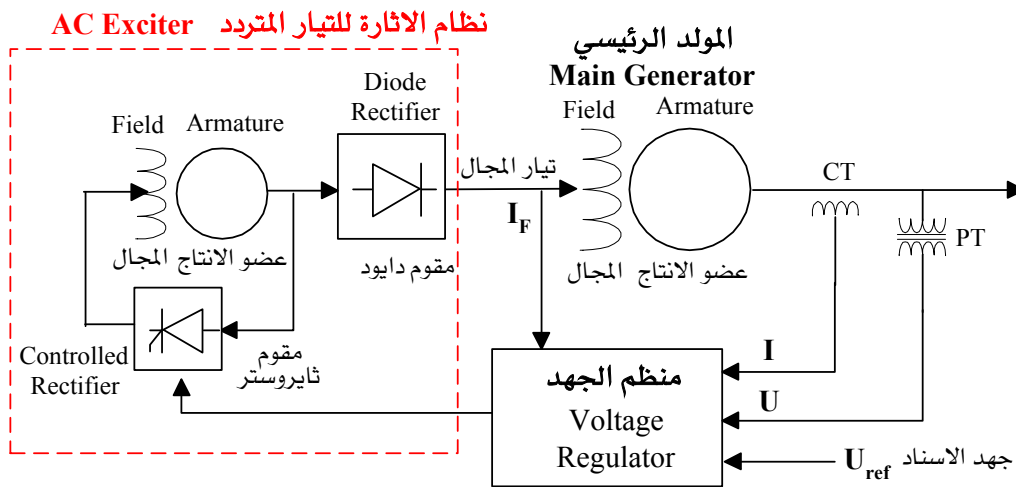 AC Exciter نظام الاثارة للتيار المتردد
المولد الرئيسي
Main Generator
Diode
Rectifier
Field
Armature
Field
Armature
تيار المجال
I_F
CT
PT
عضو الانتاج المجال
مقوم دايود
عضو الانتاج المجال
Controlled
Rectifier
مقوم
ثايروستر
منظم الجهد
Voltage
Regulator
I
U
U_ref جهد الاسناد